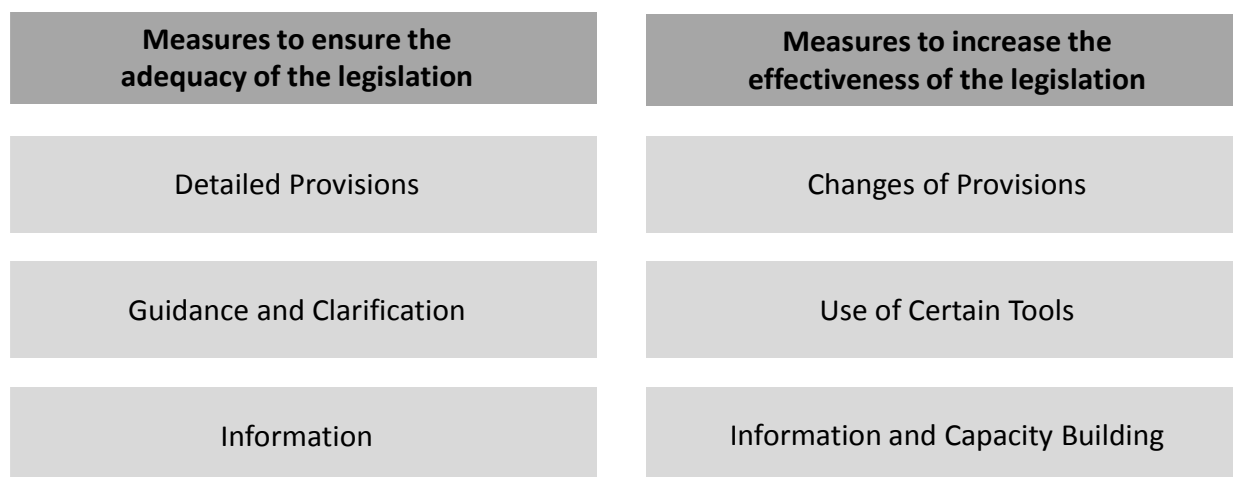 Measures to ensure the
adequacy of the legislation
Detailed Provisions
Guidance and Clarification
Information
Measures to increase the
effectiveness of the legislation
Changes of Provisions
Use of Certain Tools
Information and Capacity Building